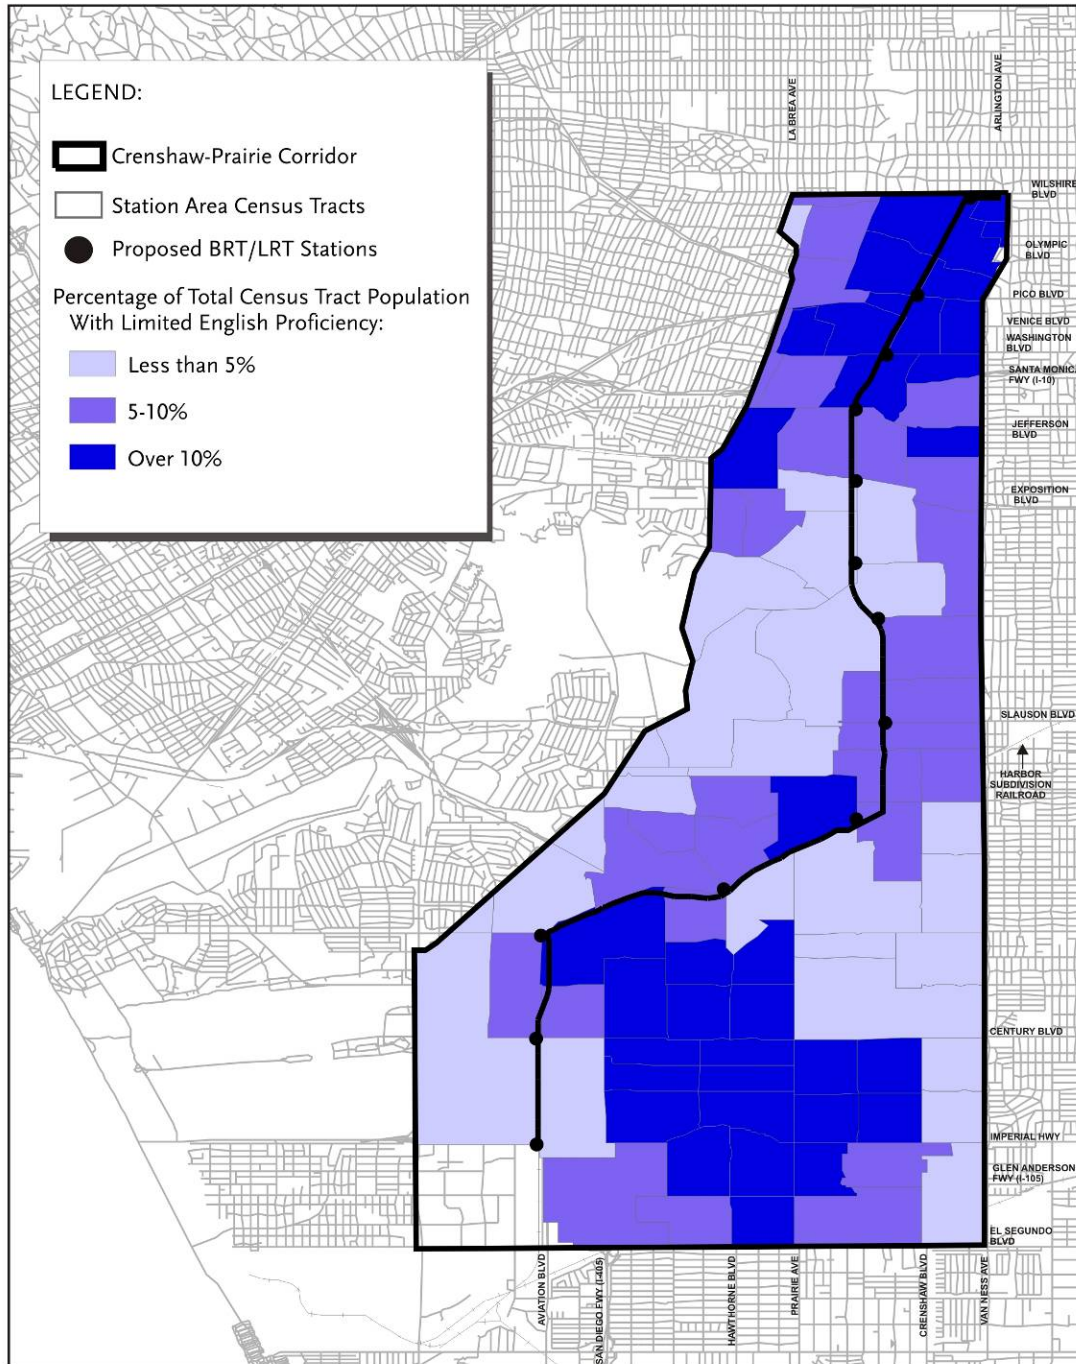 LEGEND:
Crenshaw-Prairie Corridor
Station Area Census Tracts
Proposed BRT/LRT Stations
Percentage of Total Census Tract Population
With Limited English Proficiency:
Less than 5%
5-10%
Over 10%
LA BREA AVE
ARLINGTON AVE
WILSHIRE
BLVD
OLYMPIC
BLVD
PICO BLVD
VENICE BLVD
WASHINGTON
BLVD
SANTA MONICA
FWY (I-10)
JEFFERSON
BLVD
EXPOSITION
BLVD
SLAUSON BLVD
HARBOR
SUBDIVISION
RAILROAD
CENTURY BLVD
IMPERIAL HWY
GLEN ANDERSON
FWY (I-105)
EL SEGUNDO
BLVD
AVIATION BLVD
SAN DIEGO FWY (I-405)
HAWTHORNE BLVD
PRAIRIE AVE
CRENSHAW BLVD
VAN NESS AVE